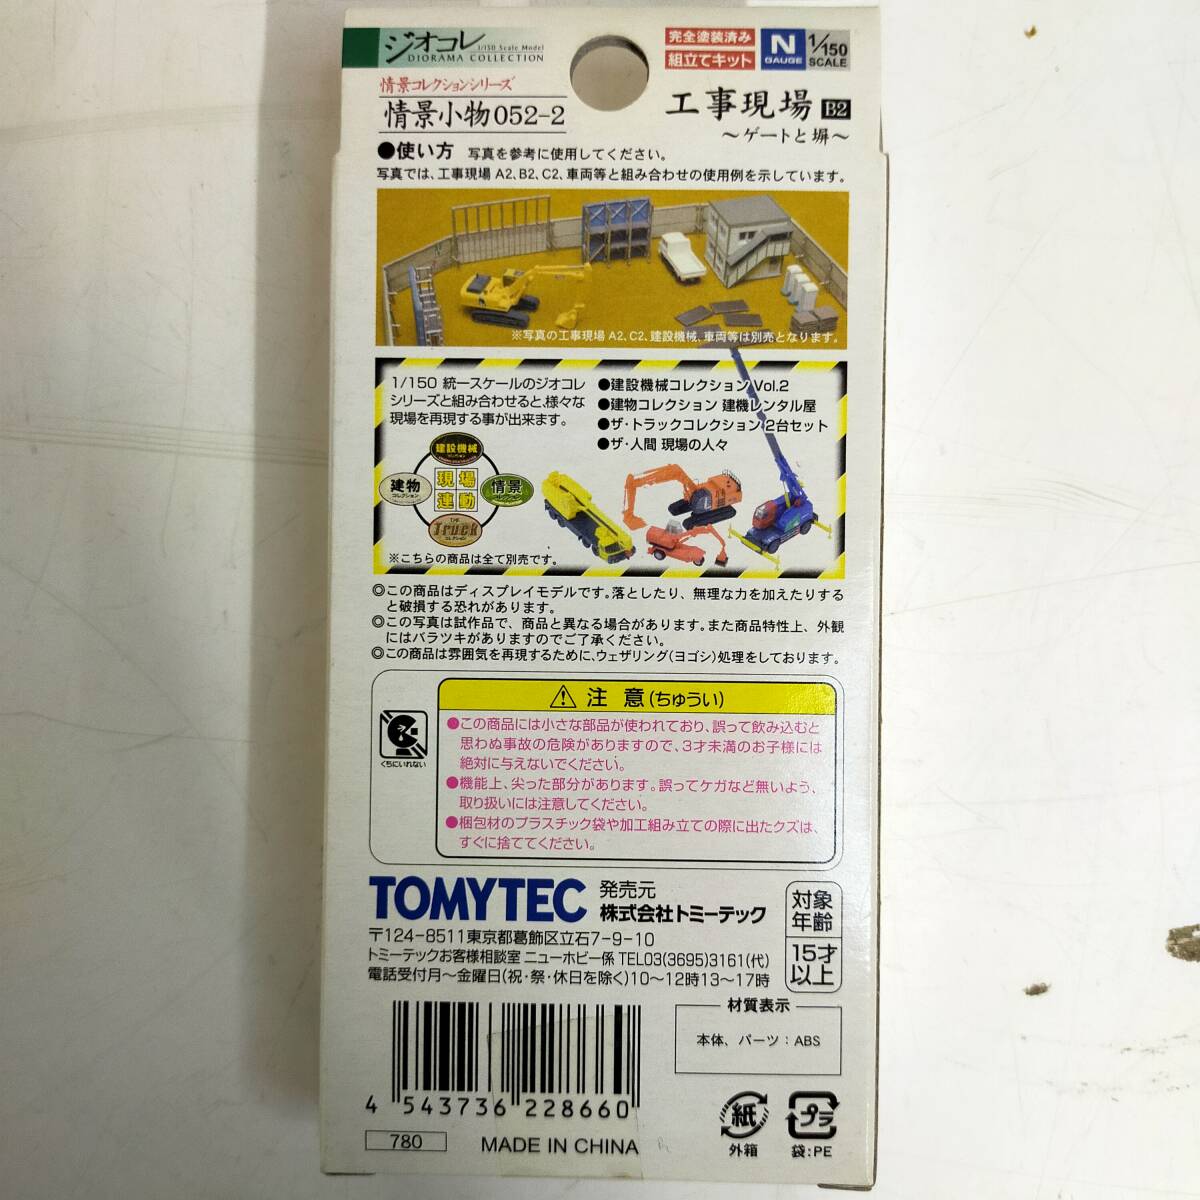 ジオコレ
1/150 Scale Model
DIORAMA COLLECTION
完全塗装済み
組立てキット
N
GAUGE
1/150
SCALE
情景コレクションシリーズ
情景小物052-2
工事現場 B2
～ゲートと塀～
●使い方 写真を参考に使用してください。
写真では、工事現場 A2、B2、C2、車両等と組み合わせの使用例を示しています。
※写真の工事現場 A2、C2、建設機械、車両等は別売となります。
1/150 統一スケールのジオコレ
シリーズと組み合わせると、様々な
現場を再現する事が出来ます。
●建設機械コレクション Vol.2
●建物コレクション 建機レンタル屋
●ザ・トラックコレクション 2台セット
●ザ・人間 現場の人々
建設機械
コレクション
建物
コレクション
現場
連動
情景
コレクション
THE
Truck
コレクション
※こちらの商品は全て別売です。
◎この商品はディスプレイモデルです。落としたり、無理な力を加えたりする
と破損する恐れがあります。
◎この写真は試作品で、商品と異なる場合があります。また商品特性上、外観
にはバラツキがありますのでご了承ください。
◎この商品は雰囲気を再現するために、ウェザリング(ヨゴシ)処理をしております。
注意(ちゅうい)
くちにいれない
●この商品には小さな部品が使われており、誤って飲み込むと
思わぬ事故の危険がありますので、3才未満のお子様には
絶対に与えないでください。
●機能上、尖った部分があります。誤ってケガなど無いよう、
取り扱いには注意してください。
●梱包材のプラスチック袋や加工組み立ての際に出たクズは、
すぐに捨ててください。
TOMYTEC
発売元
株式会社トミーテック
対象
年齢
15才
以上
〒124-8511東京都葛飾区立石7-9-10
トミーテックお客様相談室 ニューホビー係 TEL03(3695)3161(代)
電話受付月～金曜日(祝・祭・休日を除く)10～12時13～17時
材質表示
本体、パーツ：ABS
4 543736 228660
780
MADE IN CHINA
紙
外箱
プラ
袋:PE